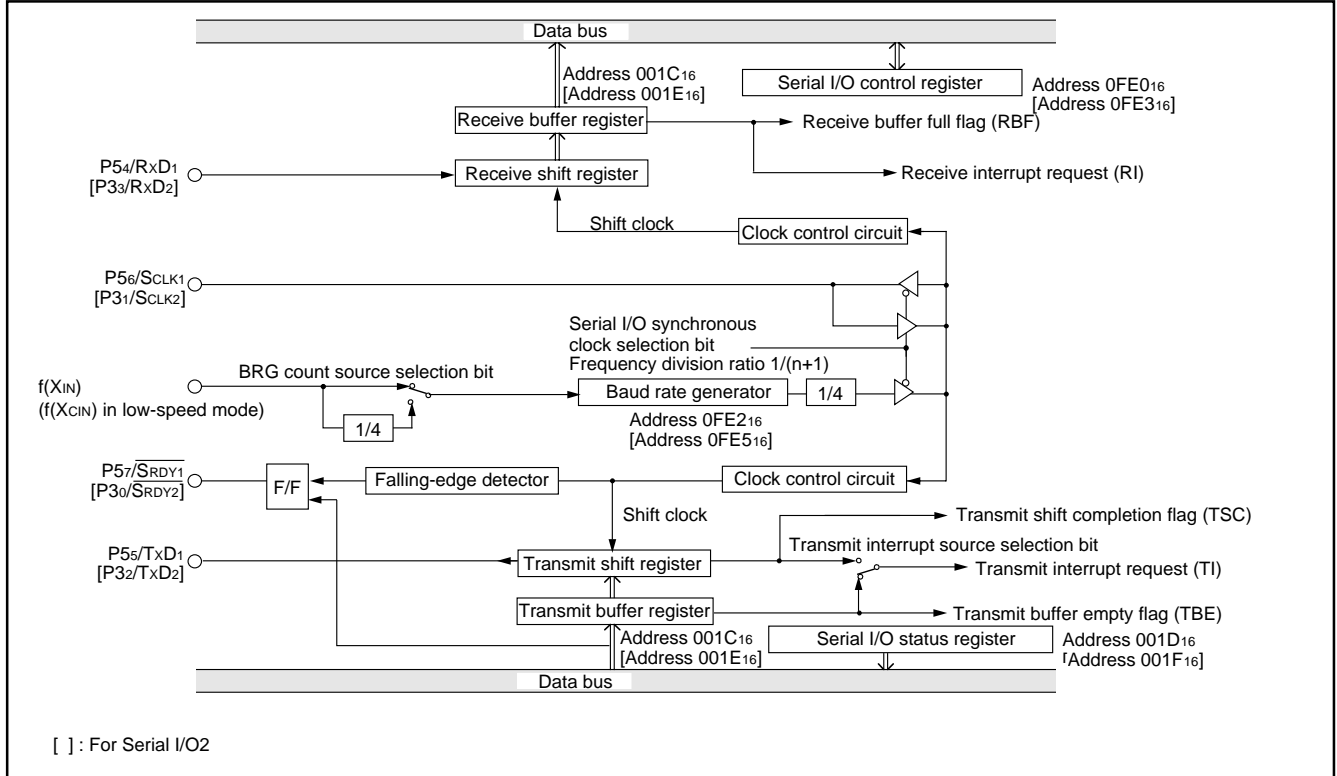 Data bus
Address 001C16
[Address 001E16]
Serial I/O control register
Address 0FE016
[Address 0FE316]
Receive buffer register
Receive buffer full flag (RBF)
P54/RxD1
[P33/RxD2]
Receive shift register
Receive interrupt request (RI)
Shift clock
Clock control circuit
P56/SCLK1
[P31/SCLK2]
Serial I/O synchronous
clock selection bit
Frequency division ratio 1/(n+1)
BRG count source selection bit
f(XIN)
(f(XCIN) in low-speed mode)
Baud rate generator
1/4
1/4
Address 0FE216
[Address 0FE516]
P57/SRDY1
[P30/SRDY2]
F/F
Falling-edge detector
Clock control circuit
Shift clock
Transmit shift completion flag (TSC)
P55/TxD1
[P32/TxD2]
Transmit shift register
Transmit interrupt source selection bit
Transmit interrupt request (TI)
Transmit buffer register
Transmit buffer empty flag (TBE)
Address 001C16
[Address 001E16]
Serial I/O status register
Address 001D16
[Address 001F16]
Data bus
[ ] : For Serial I/O2